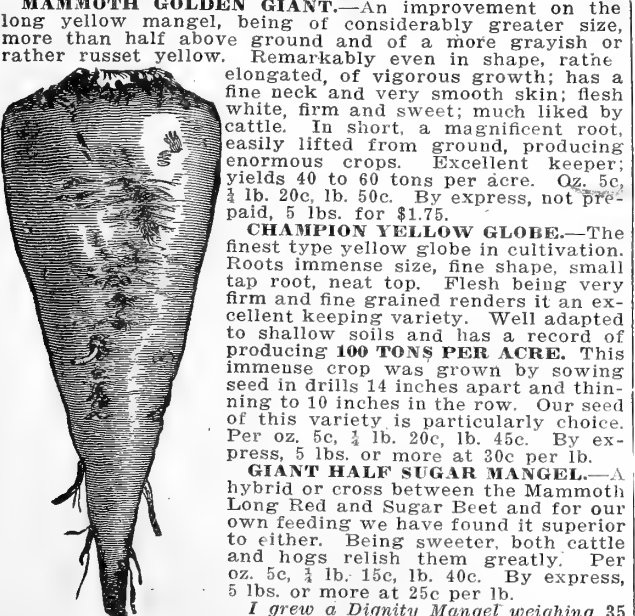 MAMMOTH GOLDEN GIANT.—An improvement on the
long yellow mangel, being of considerably greater size,
more than half above ground and of a more grayish or
rather russet yellow. Remarkably even in shape, rathe
elongated, of vigorous growth; has a
fine neck and very smooth skin; flesh
white, firm and sweet; much liked by
cattle. In short, a magnificent root,
easily lifted from ground, producing
enormous crops. Excellent keeper;
yields 40 to 60 tons per acre. Oz. 5c,
¼ lb. 20c, lb. 50c. By express, not pre-
paid, 5 lbs. for $1.75.
CHAMPION YELLOW GLOBE.—The
finest type yellow globe in cultivation.
Roots immense size, fine shape, small
tap root, neat top. Flesh being very
firm and fine grained renders it an ex-
cellent keeping variety. Well adapted
to shallow soils and has a record of
producing 100 TONS PER ACRE. This
immense crop was grown by sowing
seed in drills 14 inches apart and thin-
ning to 10 inches in the row. Our seed
of this variety is particularly choice.
Per oz. 5c, ¼ lb. 20c, lb. 45c. By ex-
press, 5 lbs. or more at 30c per lb.
GIANT HALF SUGAR MANGEL.—A
hybrid or cross between the Mammoth
Long Red and Sugar Beet and for our
own feeding we have found it superior
to either. Being sweeter, both cattle
and hogs relish them greatly. Per
oz. 5c, ¼ lb. 15c, lb. 40c. By express,
5 lbs. or more at 25c per lb.
I grew a Dignity Mangel weighing 35